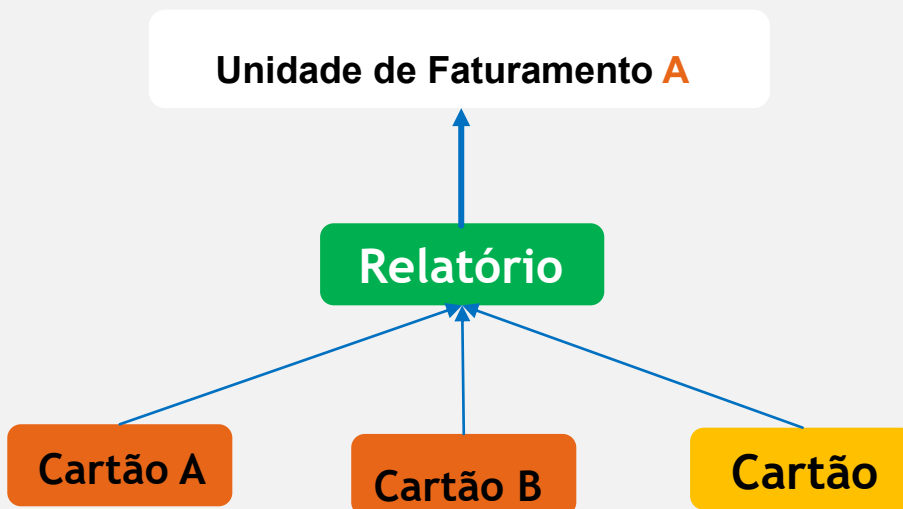 Unidade de Faturamento A
Relatório
Cartão A
Cartão B
Cartão